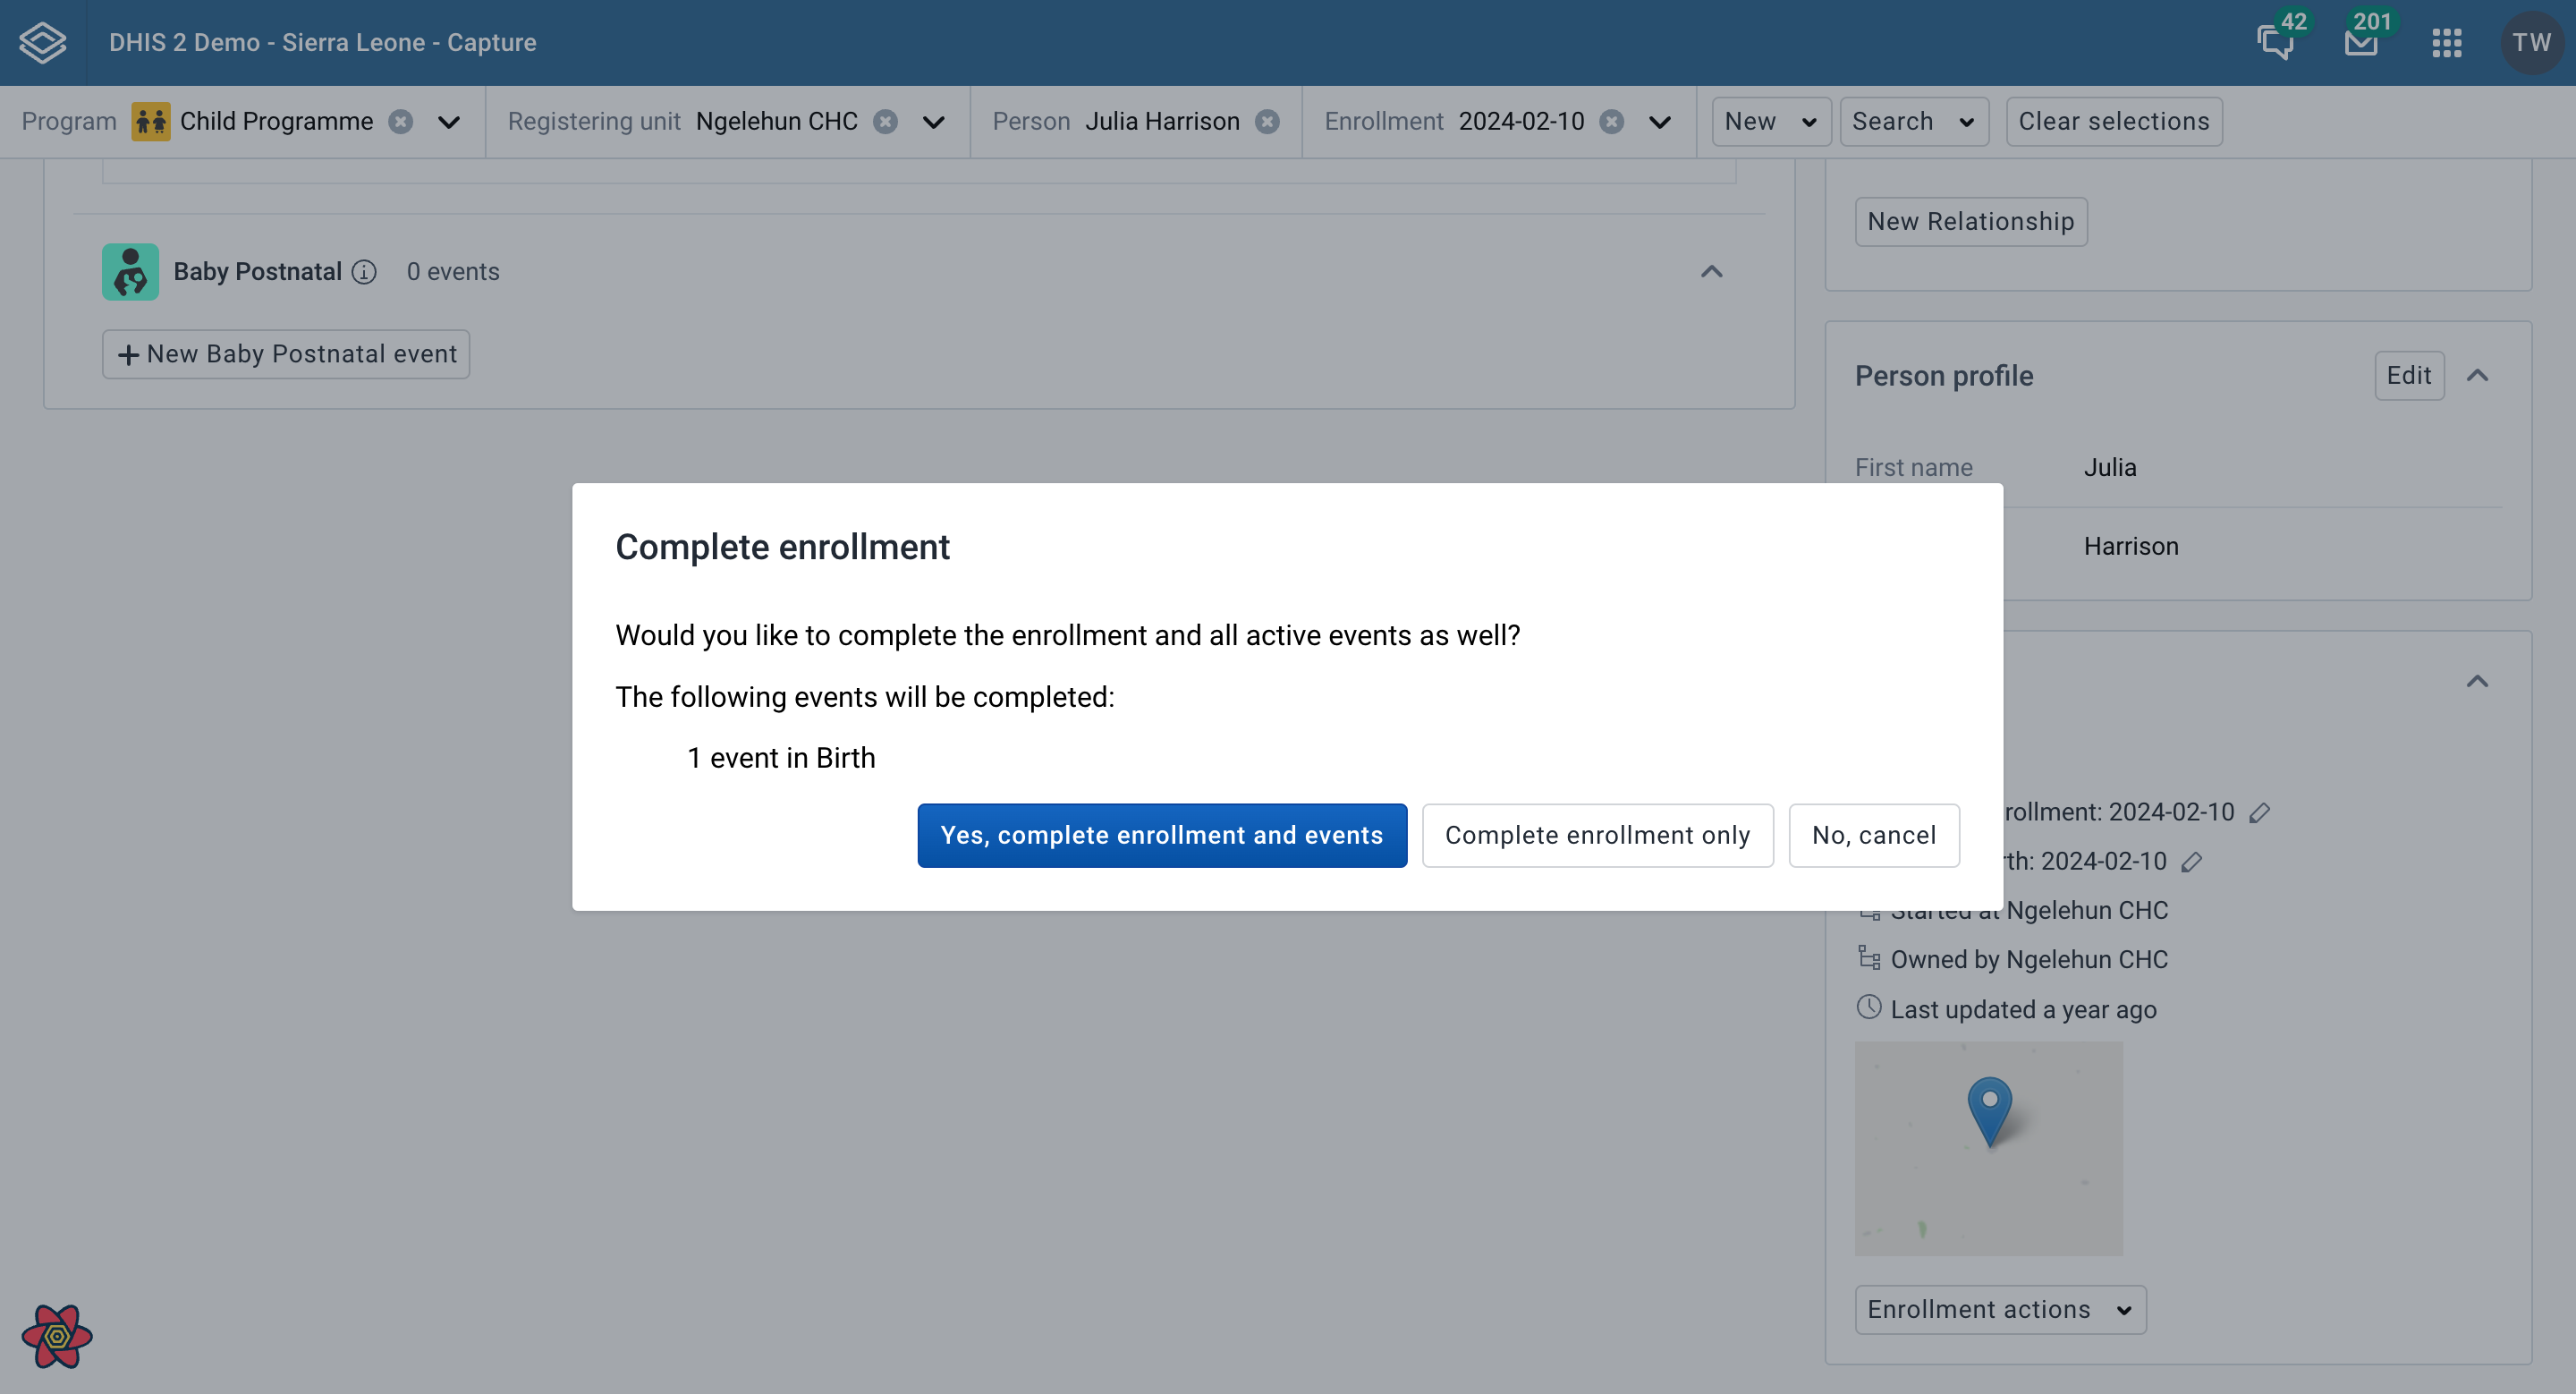 DHIS 2 Demo - Sierra Leone - Capture
42
201
TW
Program Child Programme
Registering unit Ngelehun CHC
Person Julia Harrison
Enrollment 2024-02-10
New
Search
Clear selections
New Relationship
Baby Postnatal 0 events
New Baby Postnatal event
Person profile
Edit
First name Julia
Harrison
Complete enrollment
Would you like to complete the enrollment and all active events as well?
The following events will be completed:
1 event in Birth
Yes, complete enrollment and events
Complete enrollment only
No, cancel
rollment: 2024-02-10
th: 2024-02-10
Started at Ngelehun CHC
Owned by Ngelehun CHC
Last updated a year ago
Enrollment actions